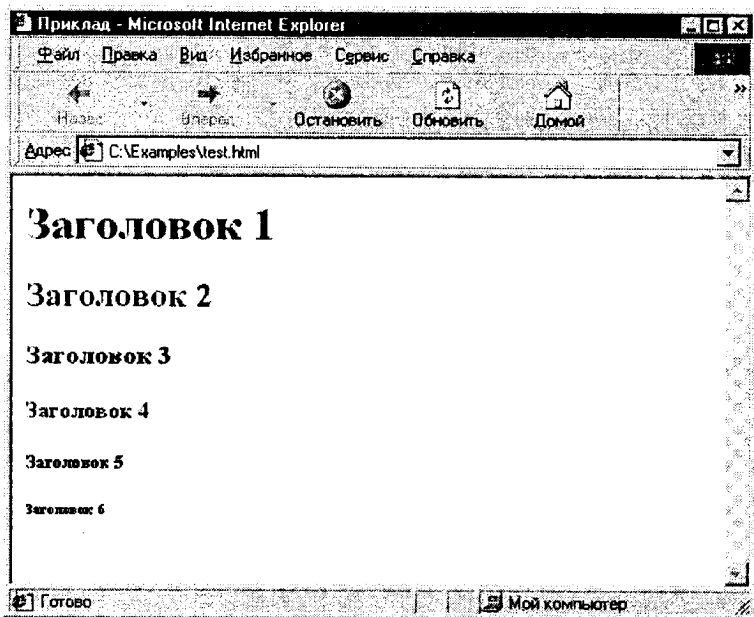 Приклад - Microsoft Internet Explorer
Файл Правка Вид Избранное Сервис Справка
Назад Вперед Остановить Обновить Домой »
Адрес C:\Examples\test.html
Заголовок 1
Заголовок 2
Заголовок 3
Заголовок 4
Заголовок 5
Заголовок 6
Готово Мой компьютер